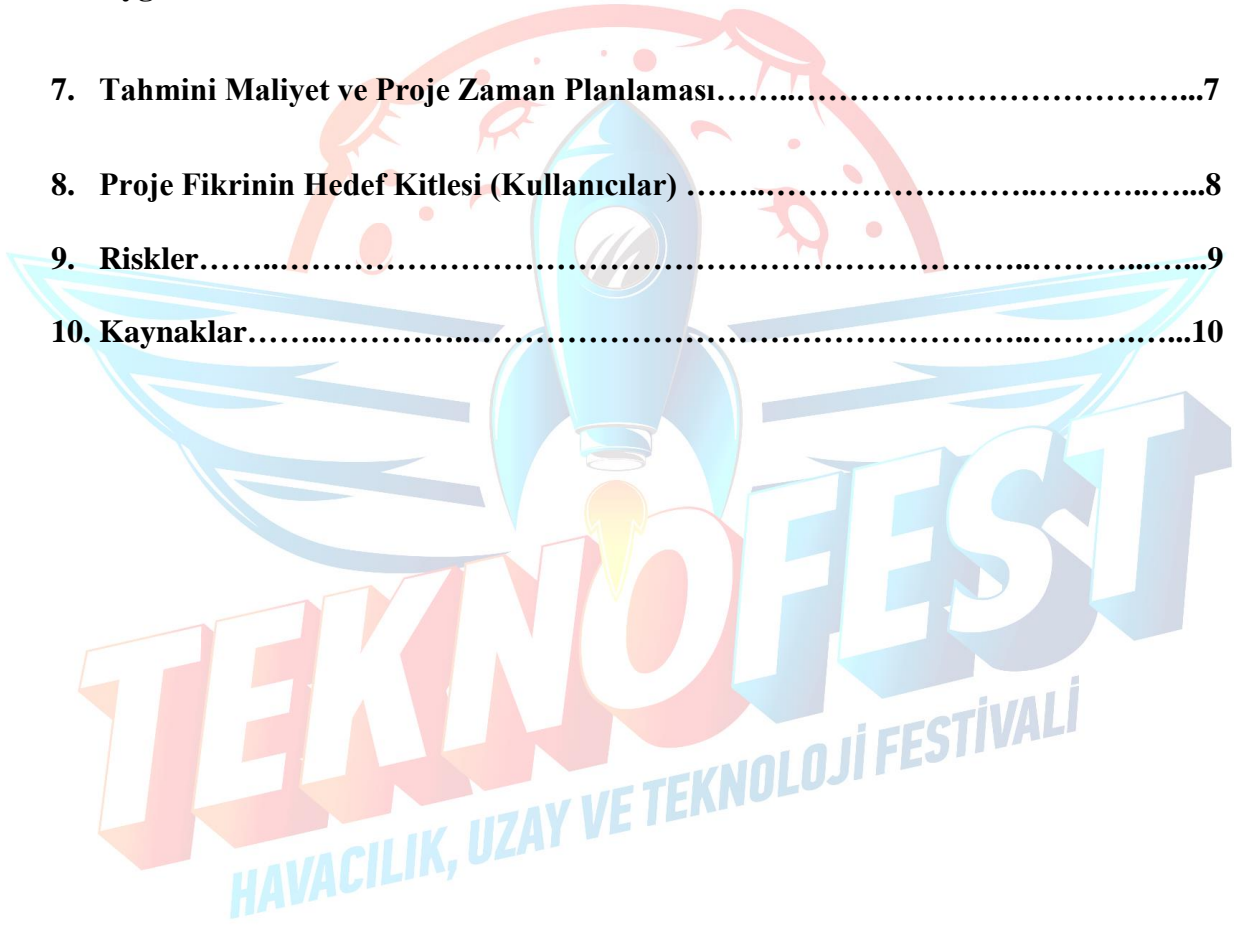 7. Tahmini Maliyet ve Proje Zaman Planlaması……..………………………………...7
8. Proje Fikrinin Hedef Kitlesi (Kullanıcılar) ……..……………………..………..…...8
9. Riskler……..………………………………………………………………..………...…...9
10. Kaynaklar……..…………..………………………………………………..……….…...10
TEKNOFEST
HAVACILIK, UZAY VE TEKNOLOJİ FESTİVALİ